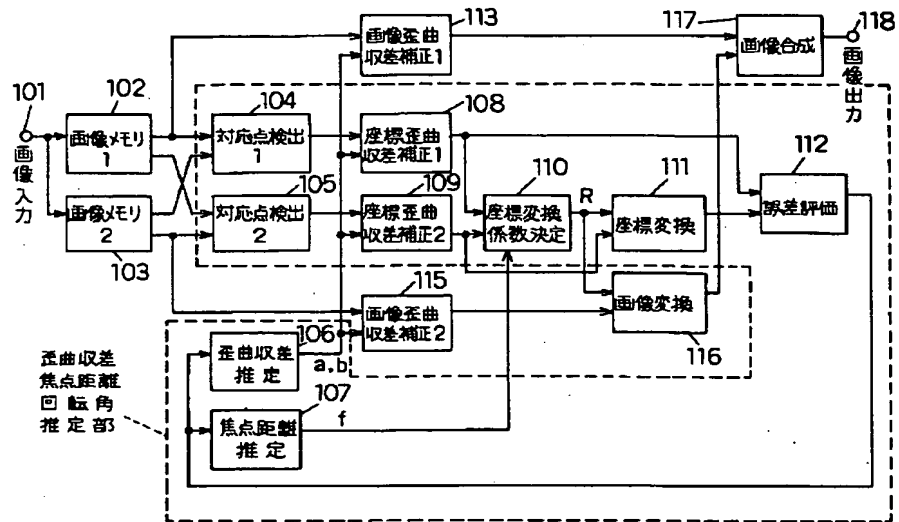 113
画像歪曲
収差補正1
117
画像合成
118
画像出力
101
画像入力
102
画像メモリ
1
画像メモリ
2
103
104
対応点検出
1
105
対応点検出
2
108
座標歪曲
収差補正1
109
座標歪曲
収差補正2
110
座標変換
係数決定
R
111
座標変換
112
誤差評価
115
画像歪曲
収差補正2
画像変換
116
106
歪曲収差
推定
a,b
107
焦点距離
推定
f
歪曲収差
焦点距離
回転角
推定部